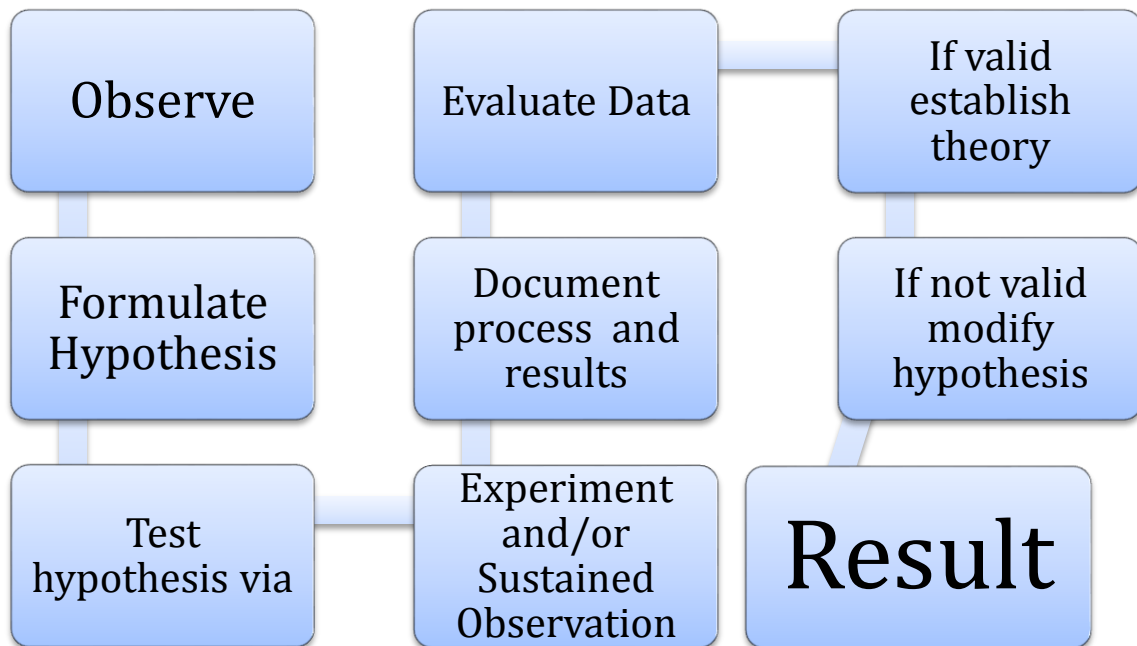 Observe
Formulate
Hypothesis
Test
hypothesis via
Experiment
and/or
Sustained
Observation
Document
process and
results
Evaluate Data
If valid
establish
theory
If not valid
modify
hypothesis
Result